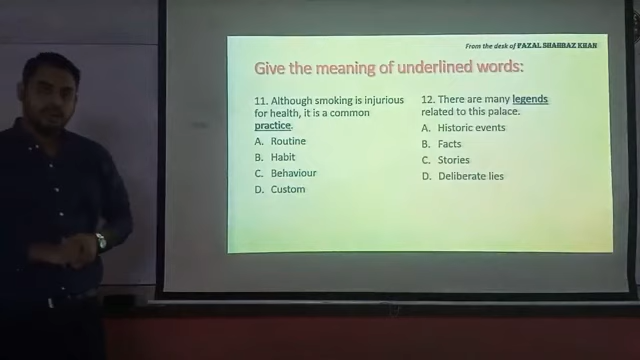 From the desk of FAZAL SHAHBAZ KHAN
Give the meaning of underlined words:
11. Although smoking is injurious
for health, it is a common
practice.
A. Routine
B. Habit
C. Behaviour
D. Custom
12. There are many legends
related to this palace.
A. Historic events
B. Facts
C. Stories
D. Deliberate lies